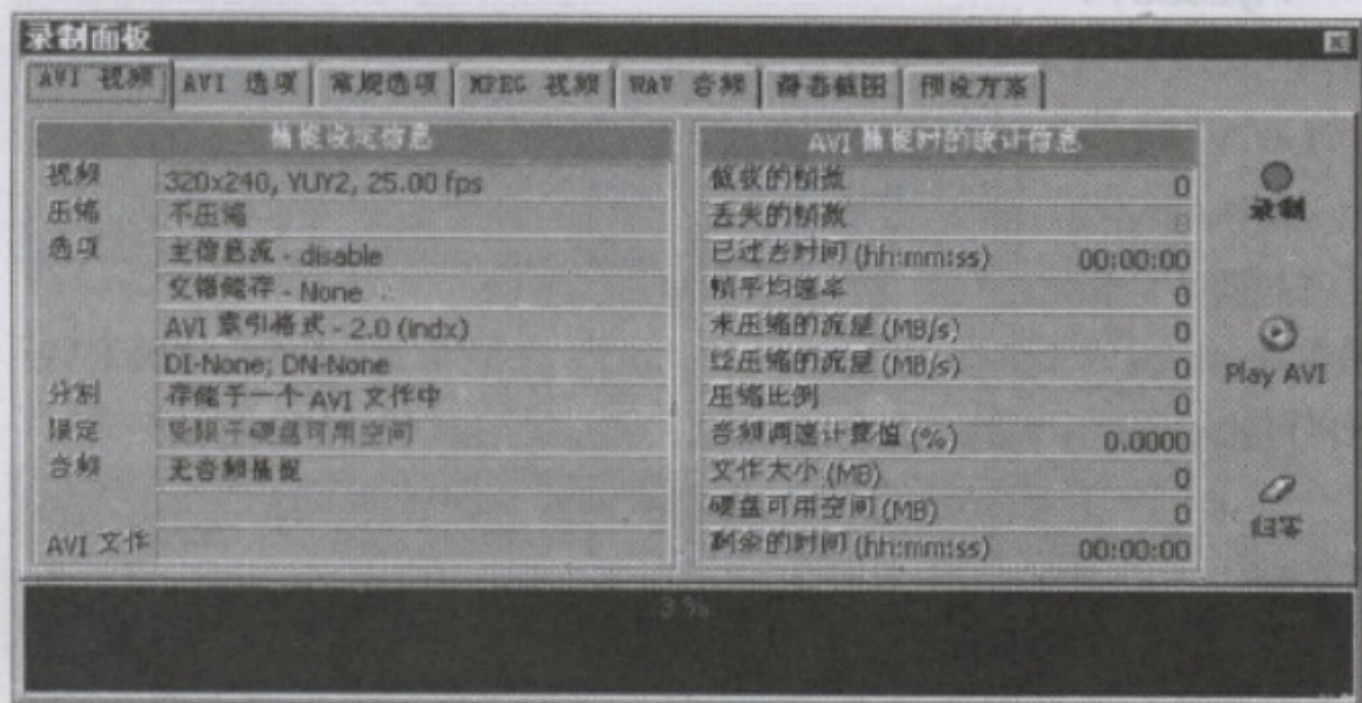 录制面板
AVI 视频 AVI 选项 常规选项 MPEG 视频 WAV 音频 静态截图 预设方案
捕捉设定信息
视频 320x240, YUY2, 25.00 fps
压缩 不压缩
选项 主信息流 - disable
交错储存 - None
AVI 索引格式 - 2.0 (indx)
DI-None; DN-None
分割 存储于一个 AVI 文件中
限定 受限于硬盘可用空间
音频 无音频捕捉
AVI 文件
AVI 捕捉时的统计信息
截获的帧数 0
丢失的帧数 0
已过去时间 (hh:mm:ss) 00:00:00
帧平均速率 0
未压缩的流量 (MB/s) 0
经压缩的流量 (MB/s) 0
压缩比例 0
音频调速计算值 (%) 0.0000
文件大小 (MB) 0
硬盘可用空间 (MB) 0
剩余的时间 (hh:mm:ss) 00:00:00
录制
Play AVI
归零
3 %